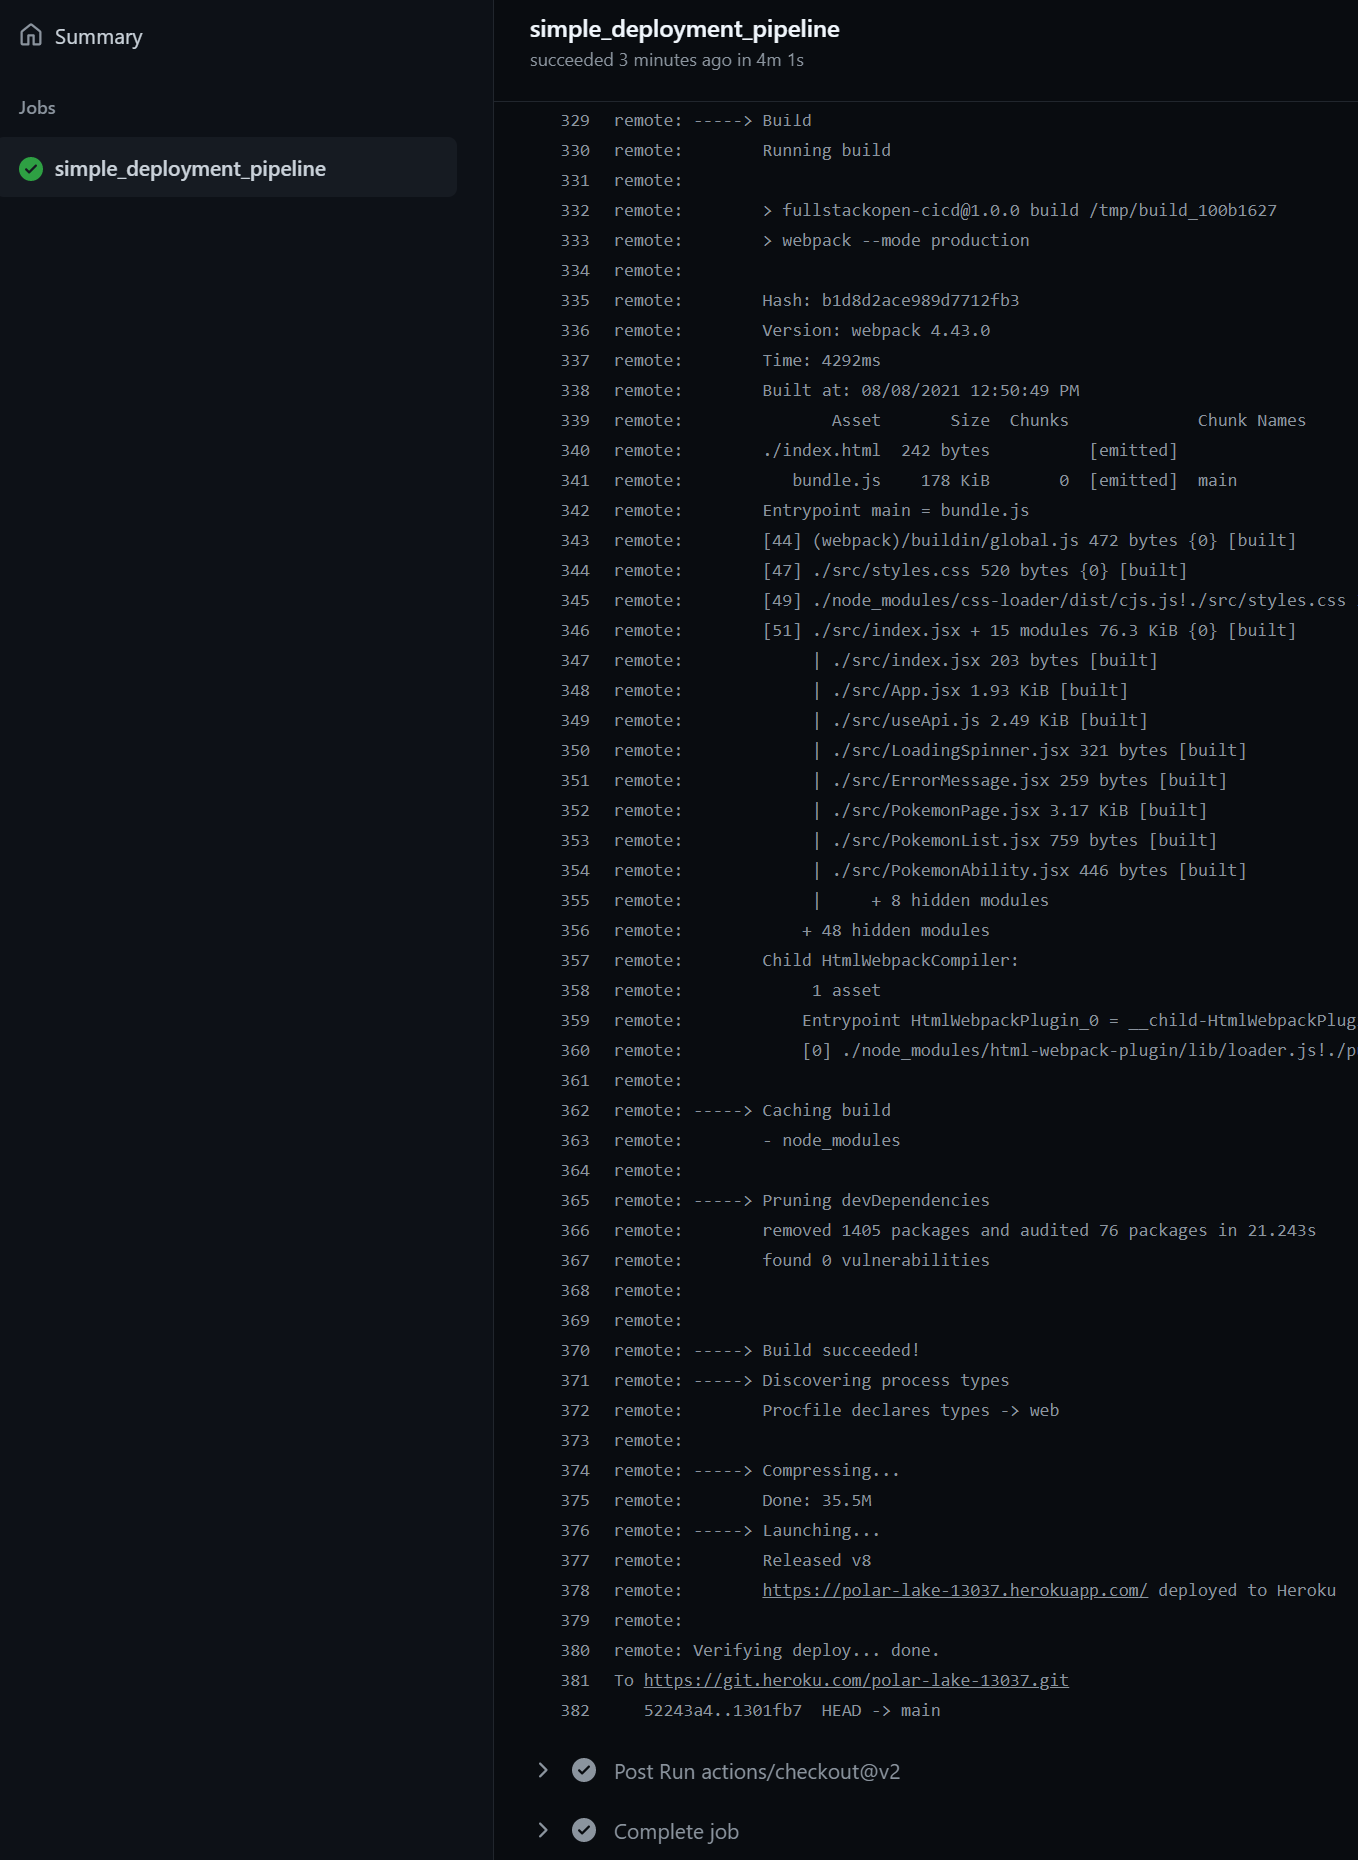 Summary
Jobs
simple_deployment_pipeline
simple_deployment_pipeline
succeeded 3 minutes ago in 4m 1s
329 remote: -----> Build
330 remote: Running build
331 remote:
332 remote: > fullstackopen-cicd@1.0.0 build /tmp/build_100b1627
333 remote: > webpack --mode production
334 remote:
335 remote: Hash: b1d8d2ace989d7712fb3
336 remote: Version: webpack 4.43.0
337 remote: Time: 4292ms
338 remote: Built at: 08/08/2021 12:50:49 PM
339 remote: Asset Size Chunks Chunk Names
340 remote: ./index.html 242 bytes [emitted]
341 remote: bundle.js 178 KiB 0 [emitted] main
342 remote: Entrypoint main = bundle.js
343 remote: [44] (webpack)/buildin/global.js 472 bytes {0} [built]
344 remote: [47] ./src/styles.css 520 bytes {0} [built]
345 remote: [49] ./node_modules/css-loader/dist/cjs.js!./src/styles.css
346 remote: [51] ./src/index.jsx + 15 modules 76.3 KiB {0} [built]
347 remote: | ./src/index.jsx 203 bytes [built]
348 remote: | ./src/App.jsx 1.93 KiB [built]
349 remote: | ./src/useApi.js 2.49 KiB [built]
350 remote: | ./src/LoadingSpinner.jsx 321 bytes [built]
351 remote: | ./src/ErrorMessage.jsx 259 bytes [built]
352 remote: | ./src/PokemonPage.jsx 3.17 KiB [built]
353 remote: | ./src/PokemonList.jsx 759 bytes [built]
354 remote: | ./src/PokemonAbility.jsx 446 bytes [built]
355 remote: | + 8 hidden modules
356 remote: + 48 hidden modules
357 remote: Child HtmlWebpackCompiler:
358 remote: 1 asset
359 remote: Entrypoint HtmlWebpackPlugin_0 = __child-HtmlWebpackPlug
360 remote: [0] ./node_modules/html-webpack-plugin/lib/loader.js!./p
361 remote:
362 remote: -----> Caching build
363 remote: - node_modules
364 remote:
365 remote: -----> Pruning devDependencies
366 remote: removed 1405 packages and audited 76 packages in 21.243s
367 remote: found 0 vulnerabilities
368 remote:
369 remote:
370 remote: -----> Build succeeded!
371 remote: -----> Discovering process types
372 remote: Procfile declares types -> web
373 remote:
374 remote: -----> Compressing...
375 remote: Done: 35.5M
376 remote: -----> Launching...
377 remote: Released v8
378 remote: https://polar-lake-13037.herokuapp.com/ deployed to Heroku
379 remote:
380 remote: Verifying deploy... done.
381 To https://git.heroku.com/polar-lake-13037.git
382 52243a4..1301fb7 HEAD -> main
Post Run actions/checkout@v2
Complete job